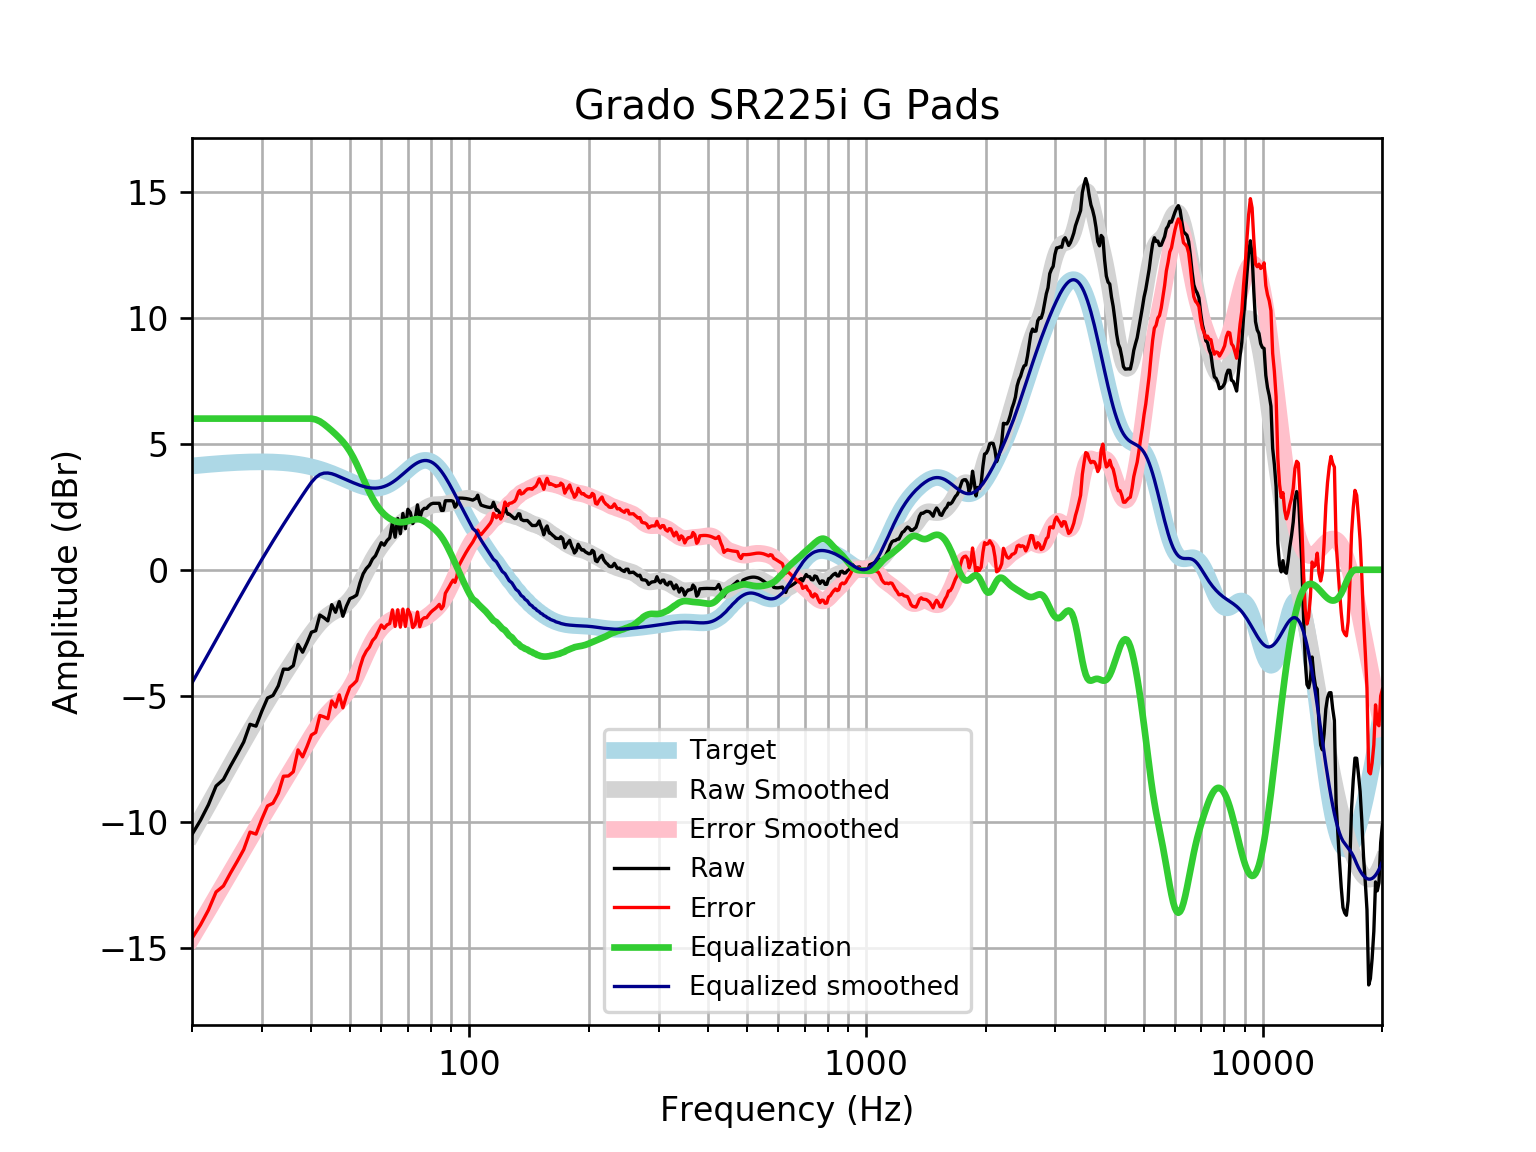 Grado SR225i G Pads
Amplitude (dBr)
15
10
5
0
−5
−10
−15
Target
Raw Smoothed
Error Smoothed
Raw
Error
Equalization
Equalized smoothed
100
1000
10000
Frequency (Hz)